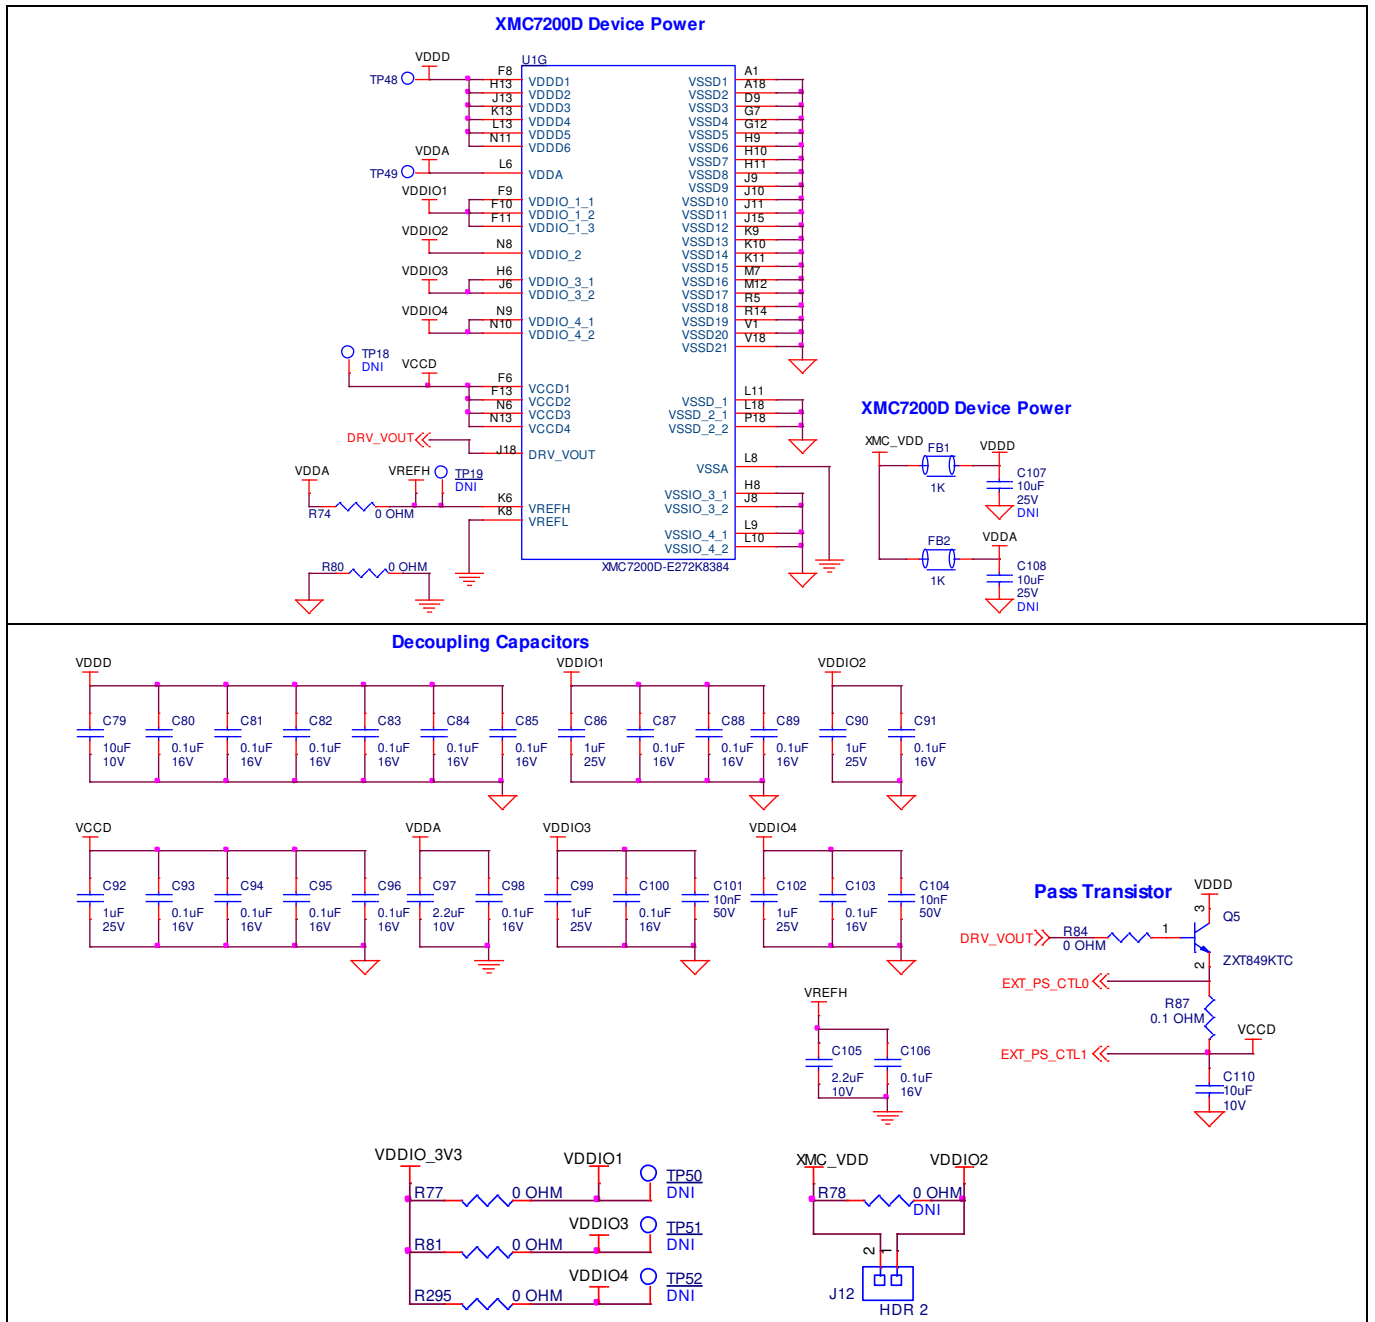 XMC7200D Device Power
U1G
VDDD
TP48
F8
VDDD1
H13
VDDD2
J13
VDDD3
K13
VDDD4
L13
VDDD5
N11
VDDD6
VDDA
TP49
L6
VDDA
VDDIO1
F9
VDDIO_1_1
F10
VDDIO_1_2
F11
VDDIO_1_3
VDDIO2
N8
VDDIO_2
VDDIO3
H6
VDDIO_3_1
J6
VDDIO_3_2
VDDIO4
N9
VDDIO_4_1
N10
VDDIO_4_2
TP18
DNI
VCCD
F6
VCCD1
F13
VCCD2
N6
VCCD3
N13
VCCD4
DRV_VOUT
J18
DRV_VOUT
VDDA
VREFH
TP19
DNI
R74
0 OHM
K6
VREFH
K8
VREFL
R80
0 OHM
VSSD1
A1
VSSD2
A18
VSSD3
D9
VSSD4
G7
VSSD5
G12
VSSD6
H9
VSSD7
H10
VSSD8
H11
VSSD9
J9
VSSD10
J10
VSSD11
J11
VSSD12
J15
VSSD13
K9
VSSD14
K10
VSSD15
K11
VSSD16
M7
VSSD17
M12
VSSD18
R5
VSSD19
R14
VSSD20
V1
VSSD21
V18
VSSD_1
L11
VSSD_2_1
L18
VSSD_2_2
P18
VSSA
L8
VSSIO_3_1
H8
VSSIO_3_2
J8
VSSIO_4_1
L9
VSSIO_4_2
L10
XMC7200D-E272K8384
XMC7200D Device Power
XMC_VDD
FB1
1K
VDDD
C107
10uF
25V
DNI
FB2
1K
VDDA
C108
10uF
25V
DNI
Decoupling Capacitors
VDDD
C79
10uF
10V
C80
0.1uF
16V
C81
0.1uF
16V
C82
0.1uF
16V
C83
0.1uF
16V
C84
0.1uF
16V
C85
0.1uF
16V
VDDIO1
C86
1uF
25V
C87
0.1uF
16V
C88
0.1uF
16V
C89
0.1uF
16V
VDDIO2
C90
1uF
25V
C91
0.1uF
16V
VCCD
C92
1uF
25V
C93
0.1uF
16V
C94
0.1uF
16V
C95
0.1uF
16V
C96
0.1uF
16V
VDDA
C97
2.2uF
10V
C98
0.1uF
16V
VDDIO3
C99
1uF
25V
C100
0.1uF
16V
C101
10nF
50V
VDDIO4
C102
1uF
25V
C103
0.1uF
16V
C104
10nF
50V
VREFH
C105
2.2uF
10V
C106
0.1uF
16V
Pass Transistor
VDDD
3
Q5
DRV_VOUT
R84
0 OHM
1
2
ZXT849KTC
EXT_PS_CTL0
R87
0.1 OHM
VCCD
EXT_PS_CTL1
C110
10uF
10V
VDDIO_3V3
VDDIO1
TP50
DNI
R77
0 OHM
VDDIO3
TP51
DNI
R81
0 OHM
VDDIO4
TP52
DNI
R295
0 OHM
XMC_VDD
VDDIO2
R78
0 OHM
DNI
2
1
J12
HDR 2